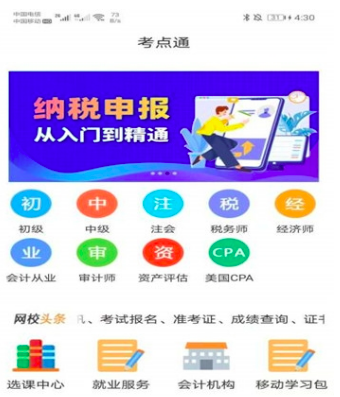 中国电信
中国移动 HD 26 4G 73 B/s 4:30
考点通
纳税申报
从入门到精通
初 中 注 税 经
初级 中级 注会 税务师 经济师
业 审 资 CPA
会计从业 审计师 资产评估 美国CPA
网校头条 、考试报名、准考证、成绩查询、证
选课中心 就业服务 会计机构 移动学习包